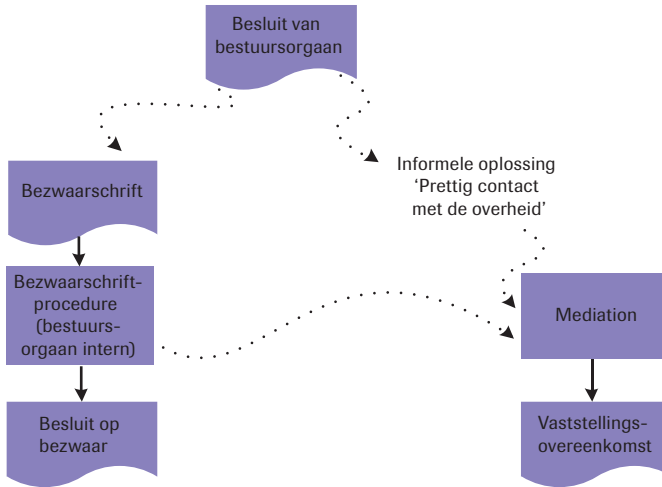 Besluit van
bestuursorgaan
Bezwaarschrift
Informele oplossing
‘Prettig contact
met de overheid’
Bezwaarschrift-
procedure
(bestuurs-
orgaan intern)
Mediation
Besluit op
bezwaar
Vaststellings-
overeenkomst